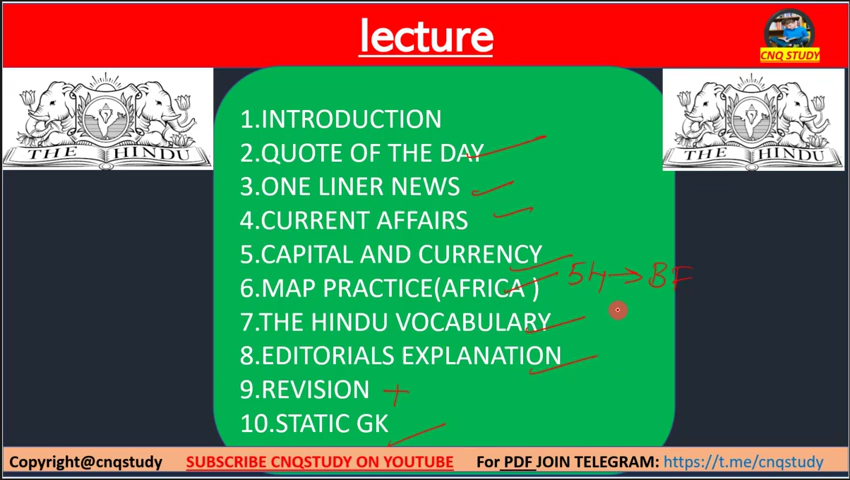 lecture
CNQ STUDY
THE HINDU
THE HINDU
1.INTRODUCTION
2.QUOTE OF THE DAY
3.ONE LINER NEWS
4.CURRENT AFFAIRS
5.CAPITAL AND CURRENCY
6.MAP PRACTICE(AFRICA ) 54→BF
7.THE HINDU VOCABULARY
8.EDITORIALS EXPLANATION
9.REVISION +
10.STATIC GK
Copyright@cnqstudy SUBSCRIBE CNQSTUDY ON YOUTUBE For PDF JOIN TELEGRAM: https://t.me/cnqstudy